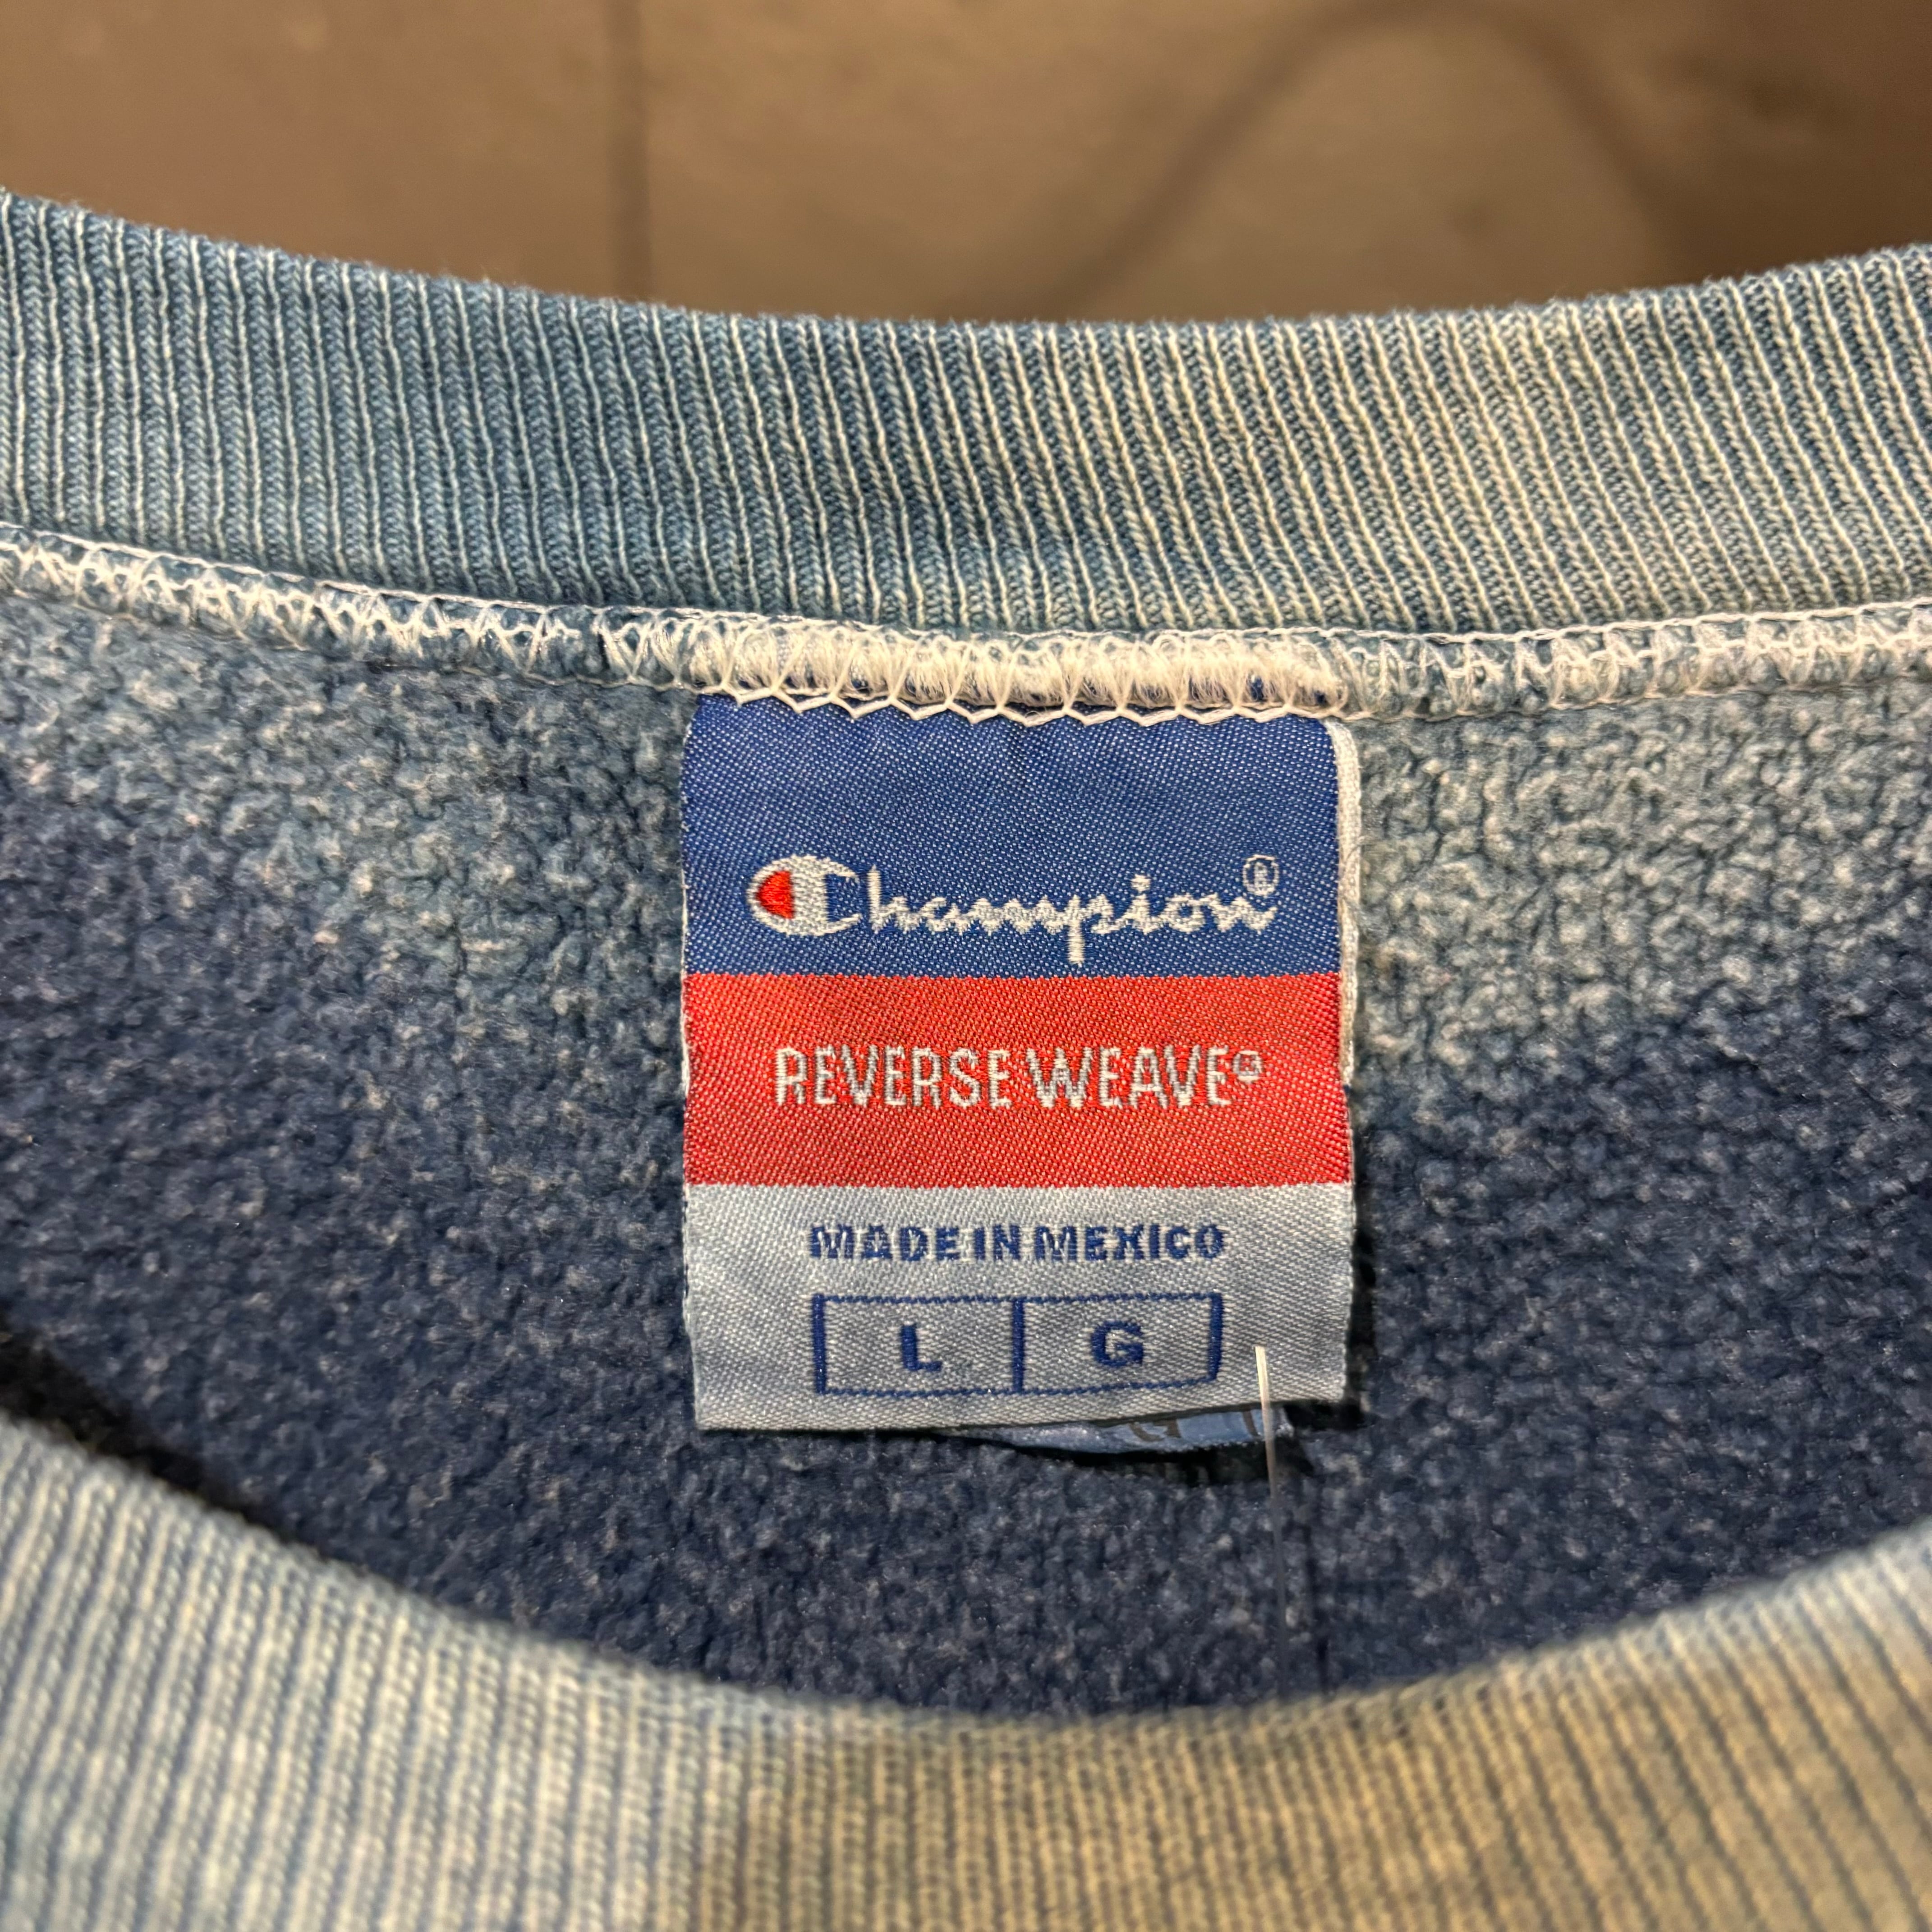 Champion®
REVERSE WEAVE®
MADE IN MEXICO
L G